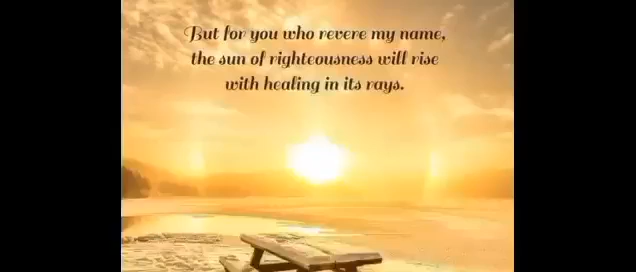 But for you who revere my name,
the sun of righteousness will rise
with healing in its rays.